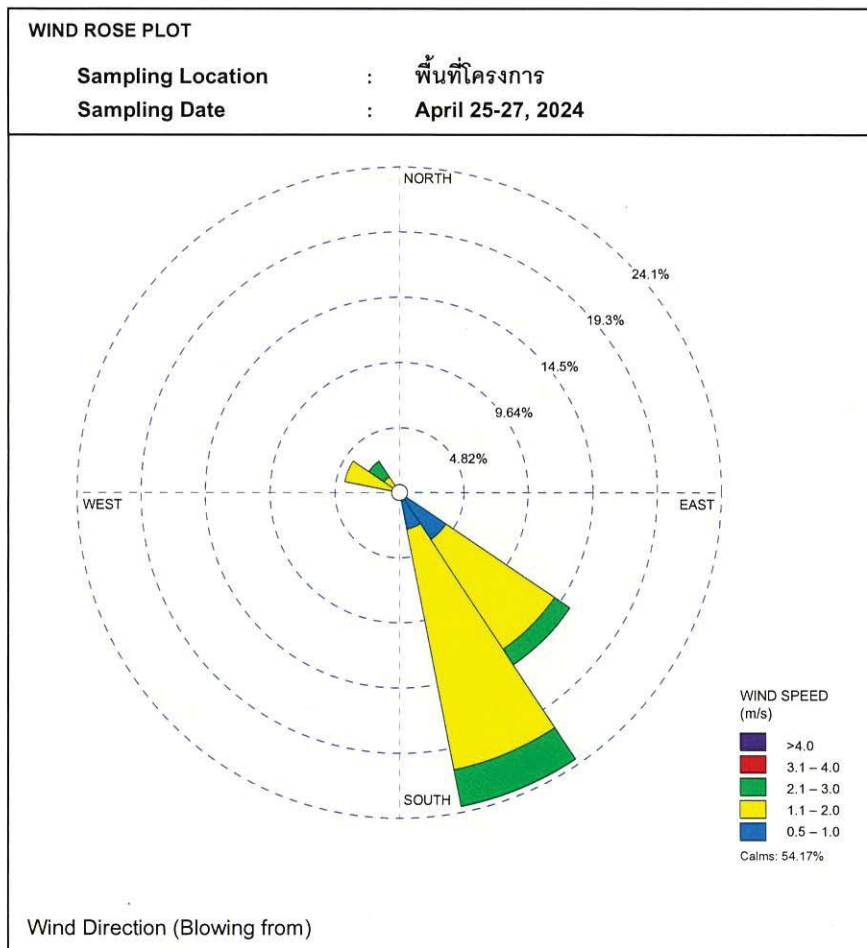 WIND ROSE PLOT
Sampling Location : พื้นที่โครงการ
Sampling Date : April 25-27, 2024
NORTH
24.1%
19.3%
14.5%
9.64%
4.82%
WEST
EAST
SOUTH
WIND SPEED
(m/s)
>4.0
3.1 – 4.0
2.1 – 3.0
1.1 – 2.0
0.5 – 1.0
Calms: 54.17%
Wind Direction (Blowing from)